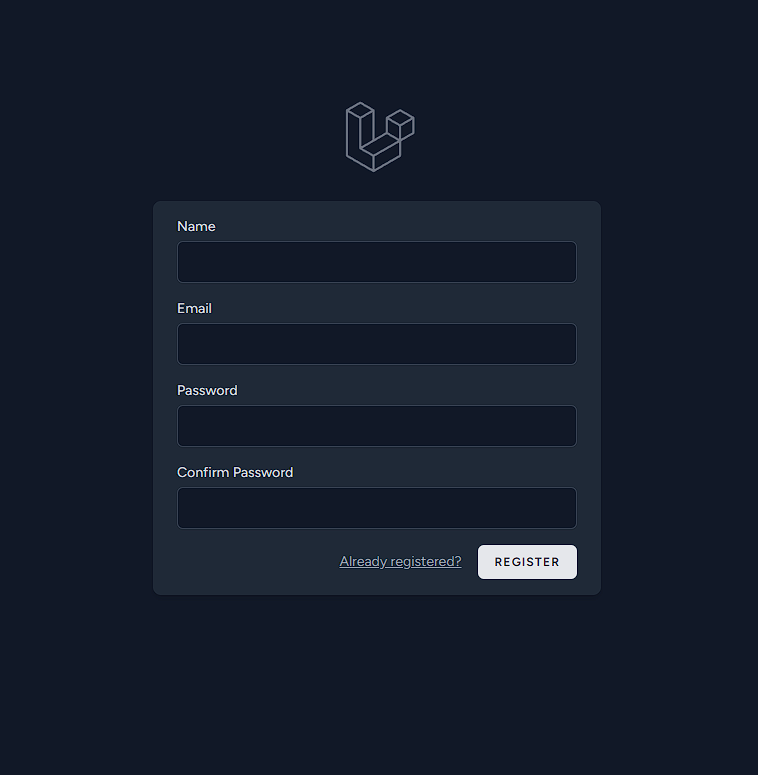 Name
Email
Password
Confirm Password
Already registered? REGISTER